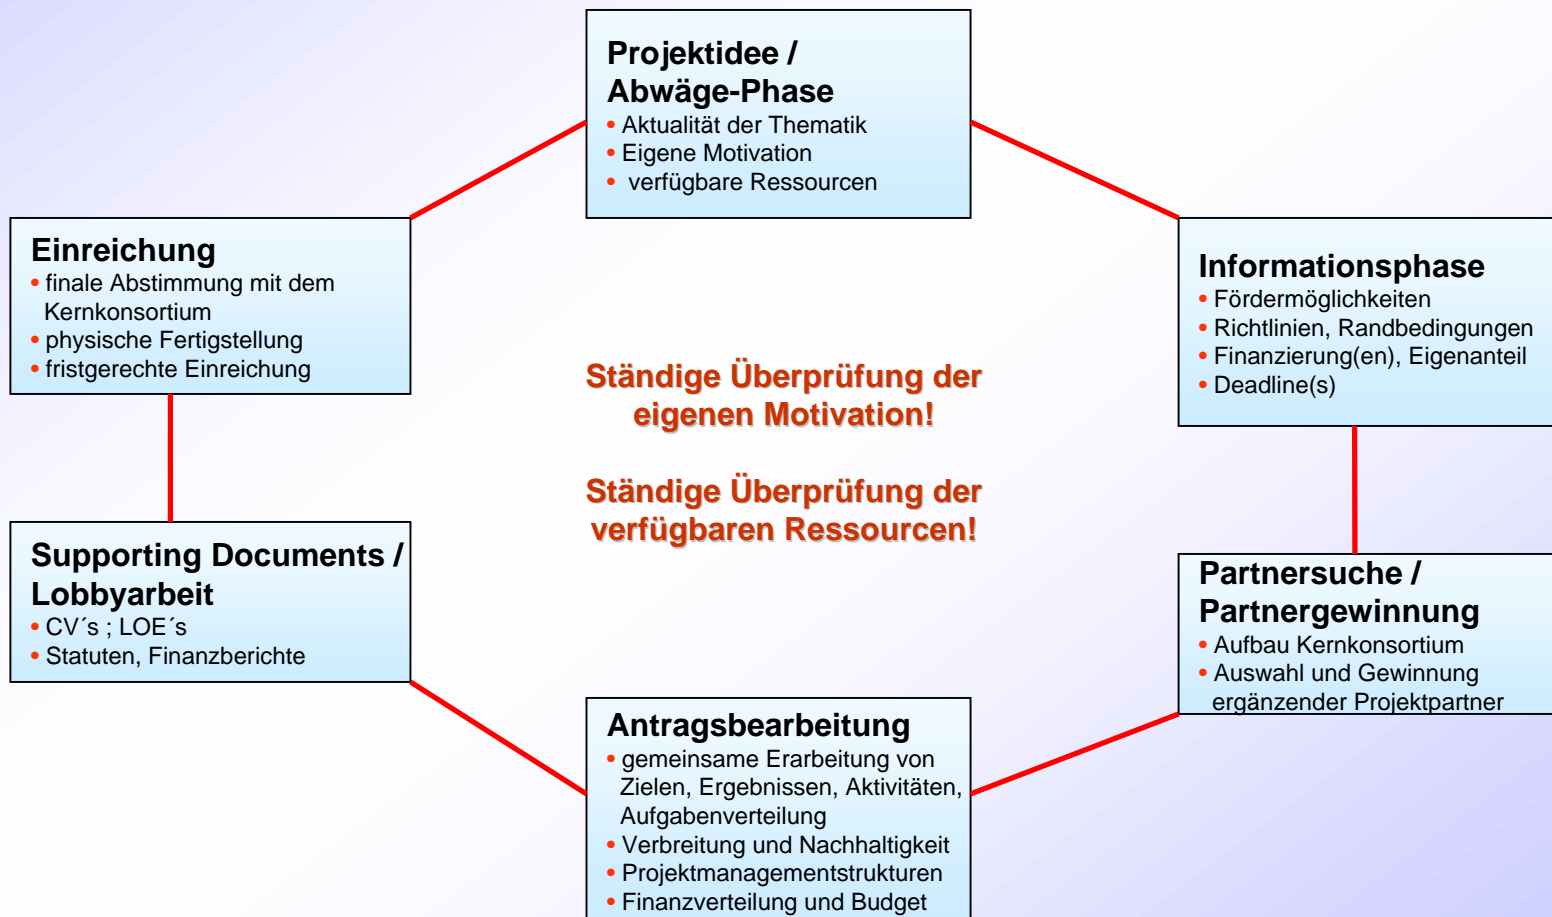 Projektidee /
Abwäge-Phase
• Aktualität der Thematik
• Eigene Motivation
• verfügbare Ressourcen
Informationsphase
• Fördermöglichkeiten
• Richtlinien, Randbedingungen
• Finanzierung(en), Eigenanteil
• Deadline(s)
Partnersuche /
Partnergewinnung
• Aufbau Kernkonsortium
• Auswahl und Gewinnung
ergänzender Projektpartner
Antragsbearbeitung
• gemeinsame Erarbeitung von
Zielen, Ergebnissen, Aktivitäten,
Aufgabenverteilung
• Verbreitung und Nachhaltigkeit
• Projektmanagementstrukturen
• Finanzverteilung und Budget
Supporting Documents /
Lobbyarbeit
• CV´s ; LOE´s
• Statuten, Finanzberichte
Einreichung
• finale Abstimmung mit dem
Kernkonsortium
• physische Fertigstellung
• fristgerechte Einreichung
Ständige Überprüfung der
eigenen Motivation!
Ständige Überprüfung der
verfügbaren Ressourcen!